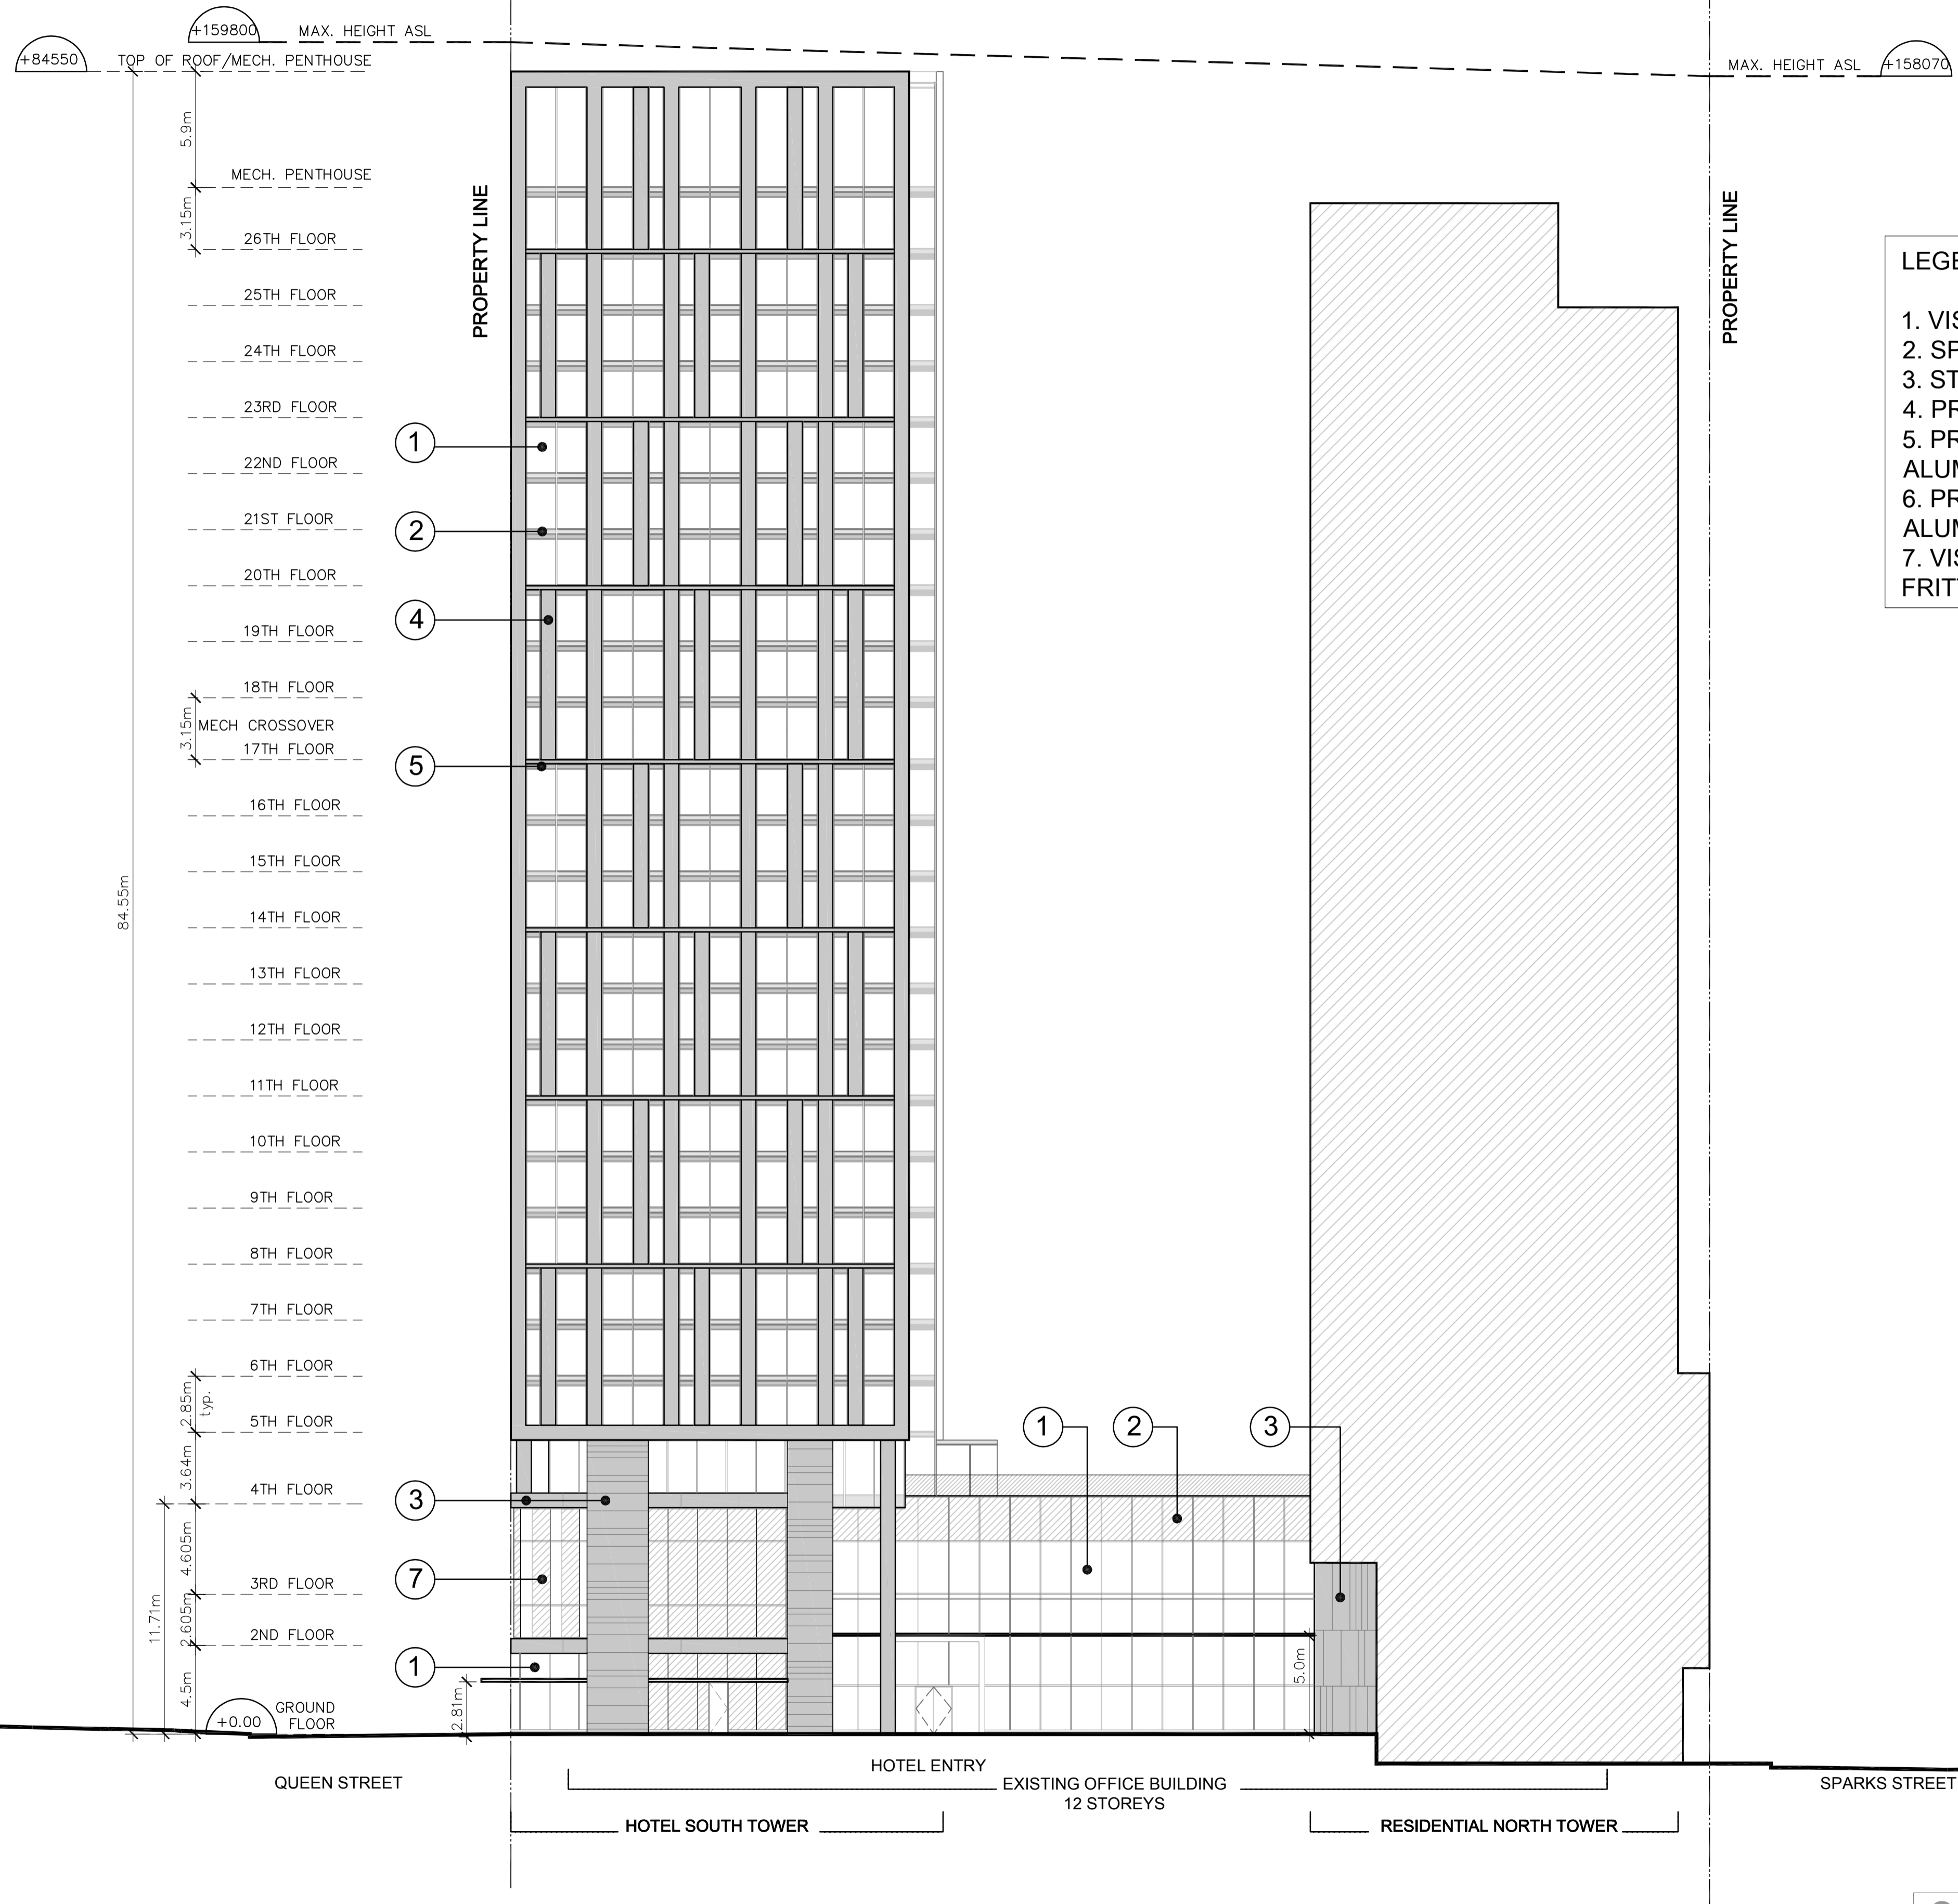 +159800 MAX. HEIGHT ASL
+84550 TOP OF ROOF/MECH. PENTHOUSE
MAX. HEIGHT ASL +158070
5.9m
MECH. PENTHOUSE
3.15m
26TH FLOOR
25TH FLOOR
24TH FLOOR
23RD FLOOR
22ND FLOOR
21ST FLOOR
20TH FLOOR
19TH FLOOR
18TH FLOOR
3.15m
MECH CROSSOVER
17TH FLOOR
16TH FLOOR
15TH FLOOR
14TH FLOOR
13TH FLOOR
12TH FLOOR
11TH FLOOR
10TH FLOOR
9TH FLOOR
8TH FLOOR
7TH FLOOR
6TH FLOOR
2.85m
typ.
5TH FLOOR
3.64m
4TH FLOOR
4.605m
3RD FLOOR
2.605m
2ND FLOOR
4.5m
GROUND
FLOOR
+0.00
84.55m
11.71m
2.81m
5.0m
PROPERTY LINE
PROPERTY LINE
1
2
4
5
3
7
1
1
2
3
LEGE
1. VIS
2. SP
3. ST
4. PR
5. PR
ALUM
6. PR
ALUM
7. VIS
FRIT
HOTEL ENTRY
QUEEN STREET
EXISTING OFFICE BUILDING
12 STOREYS
SPARKS STREET
HOTEL SOUTH TOWER
RESIDENTIAL NORTH TOWER